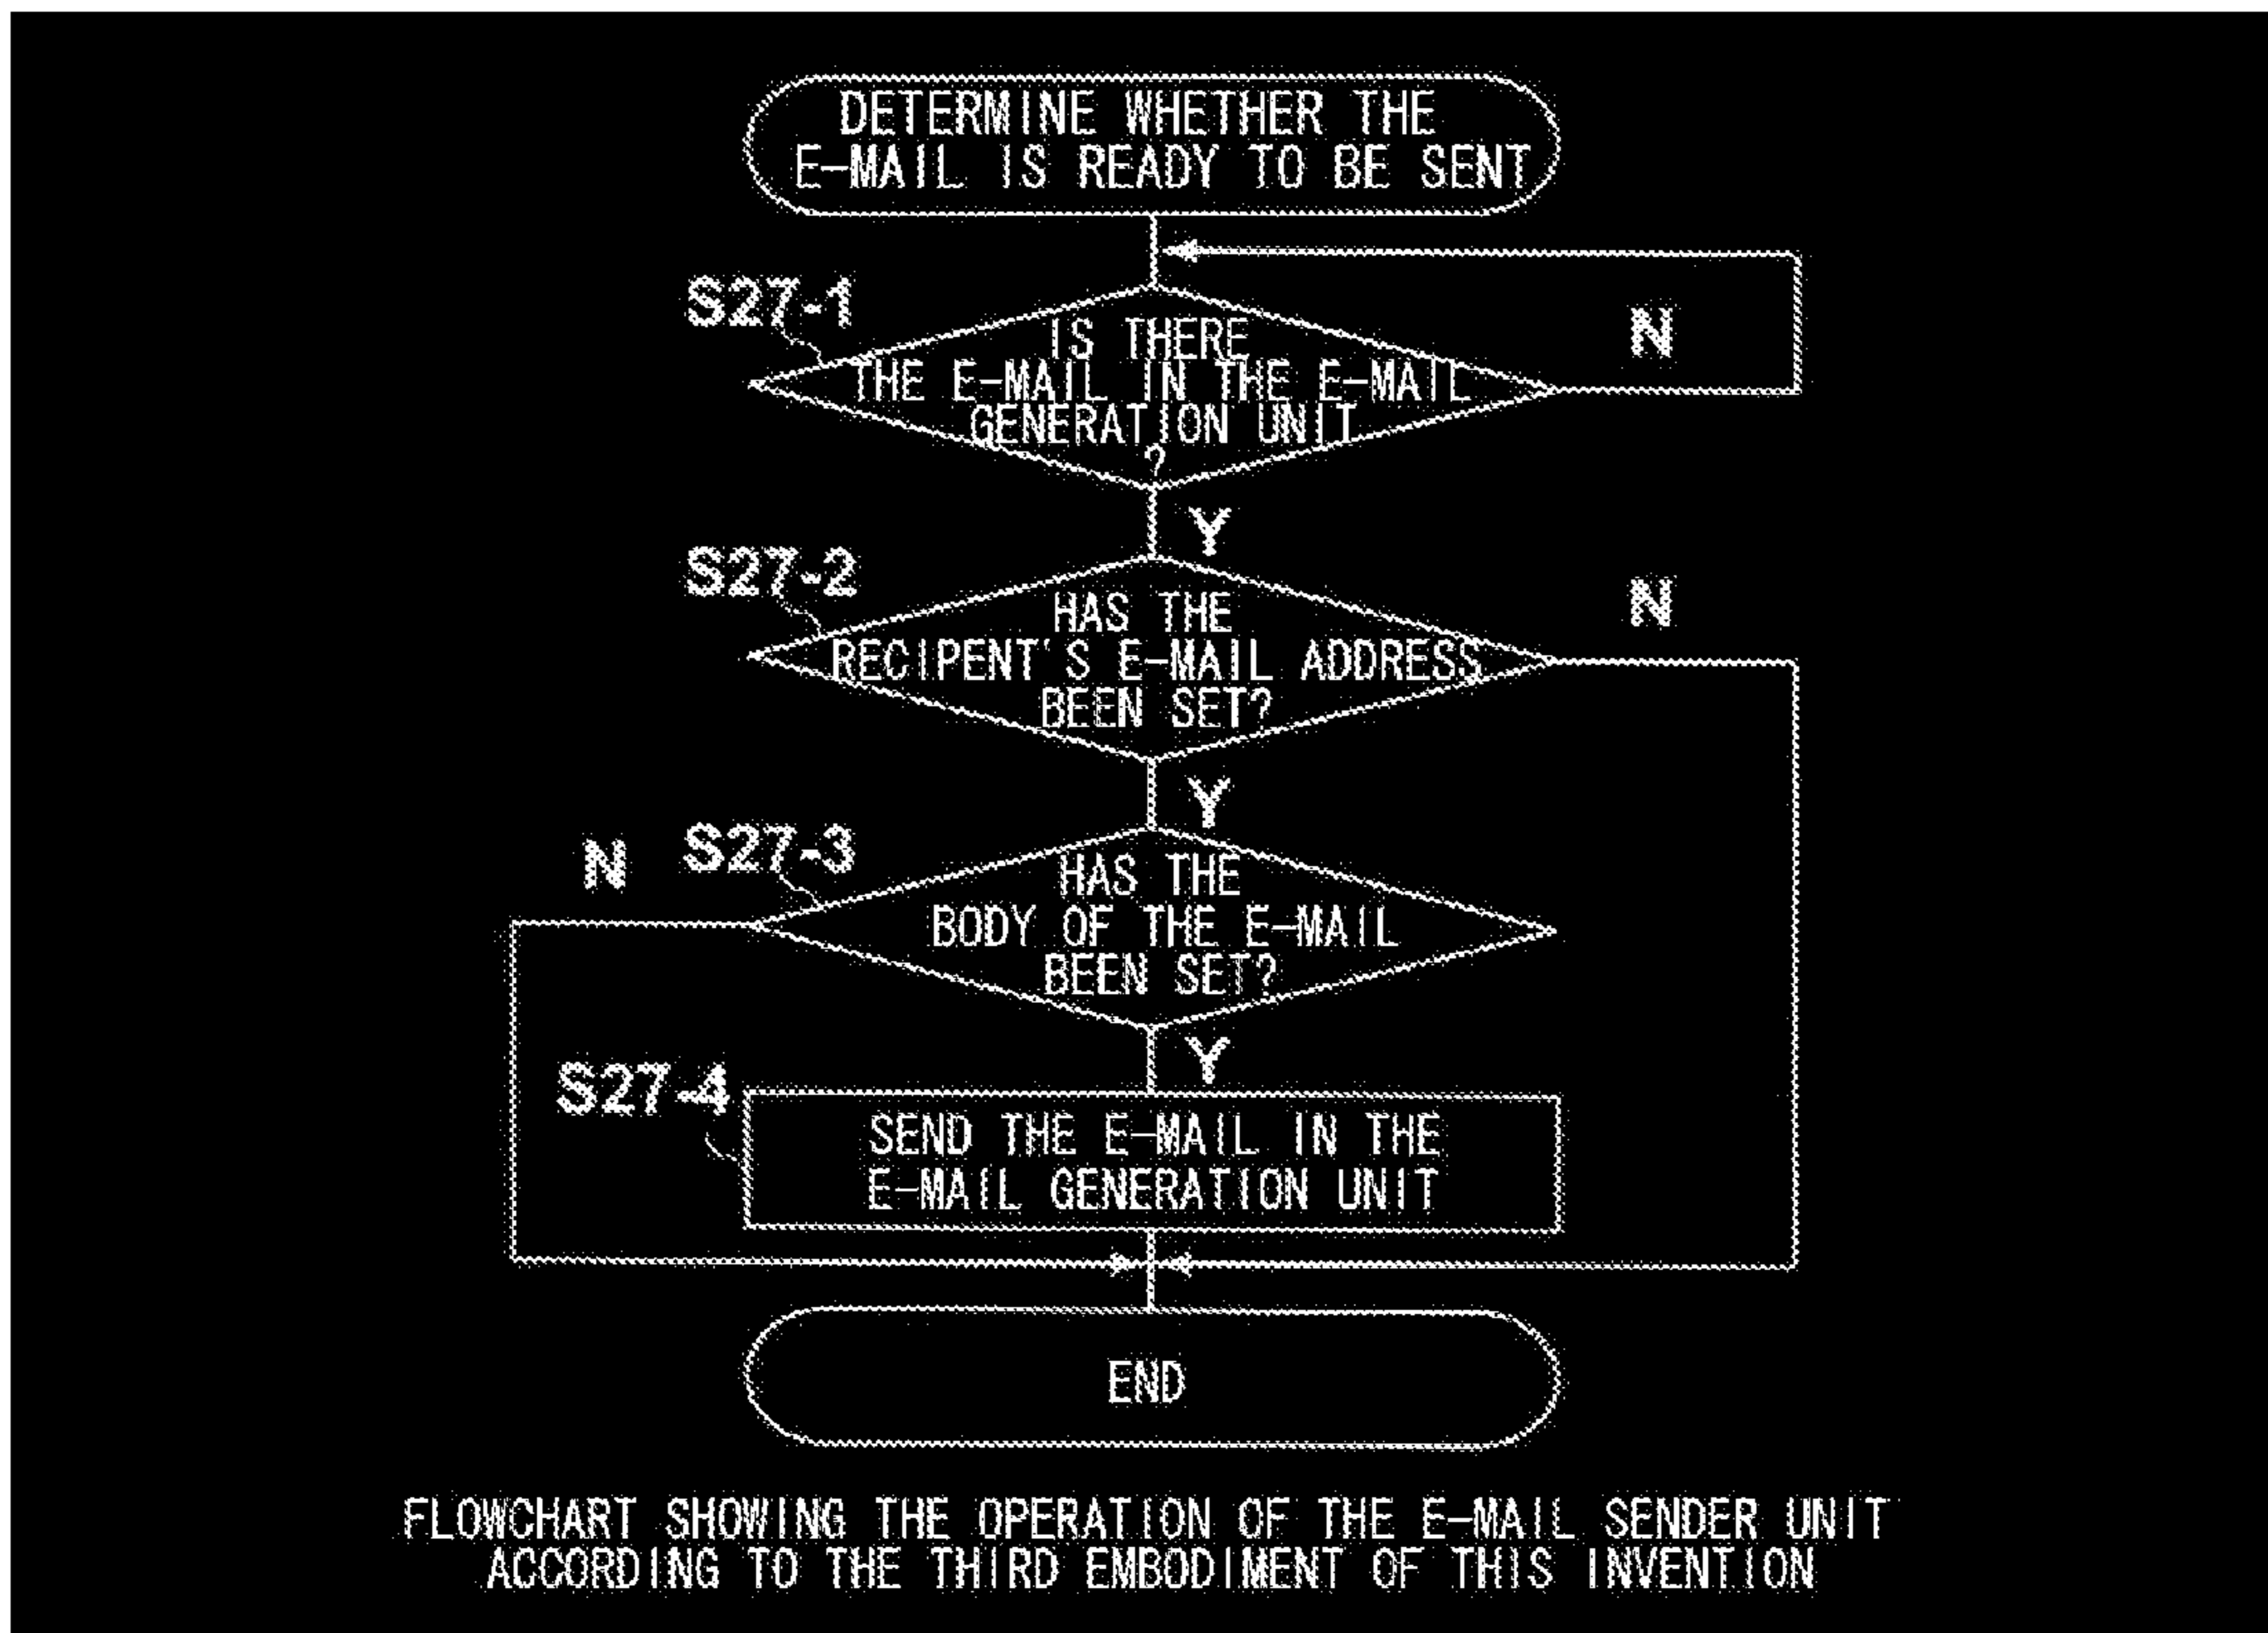 DETERMINE WHETHER THE
E-MAIL IS READY TO BE SENT
S27-1
IS THERE
THE E-MAIL IN THE E-MAIL
GENERATION UNIT
?
N
Y
S27-2
HAS THE
RECIPENT'S E-MAIL ADDRESS
BEEN SET?
N
Y
N
S27-3
HAS THE
BODY OF THE E-MAIL
BEEN SET?
Y
S27-4
SEND THE E-MAIL IN THE
E-MAIL GENERATION UNIT
END
FLOWCHART SHOWING THE OPERATION OF THE E-MAIL SENDER UNIT
ACCORDING TO THE THIRD EMBODIMENT OF THIS INVENTION